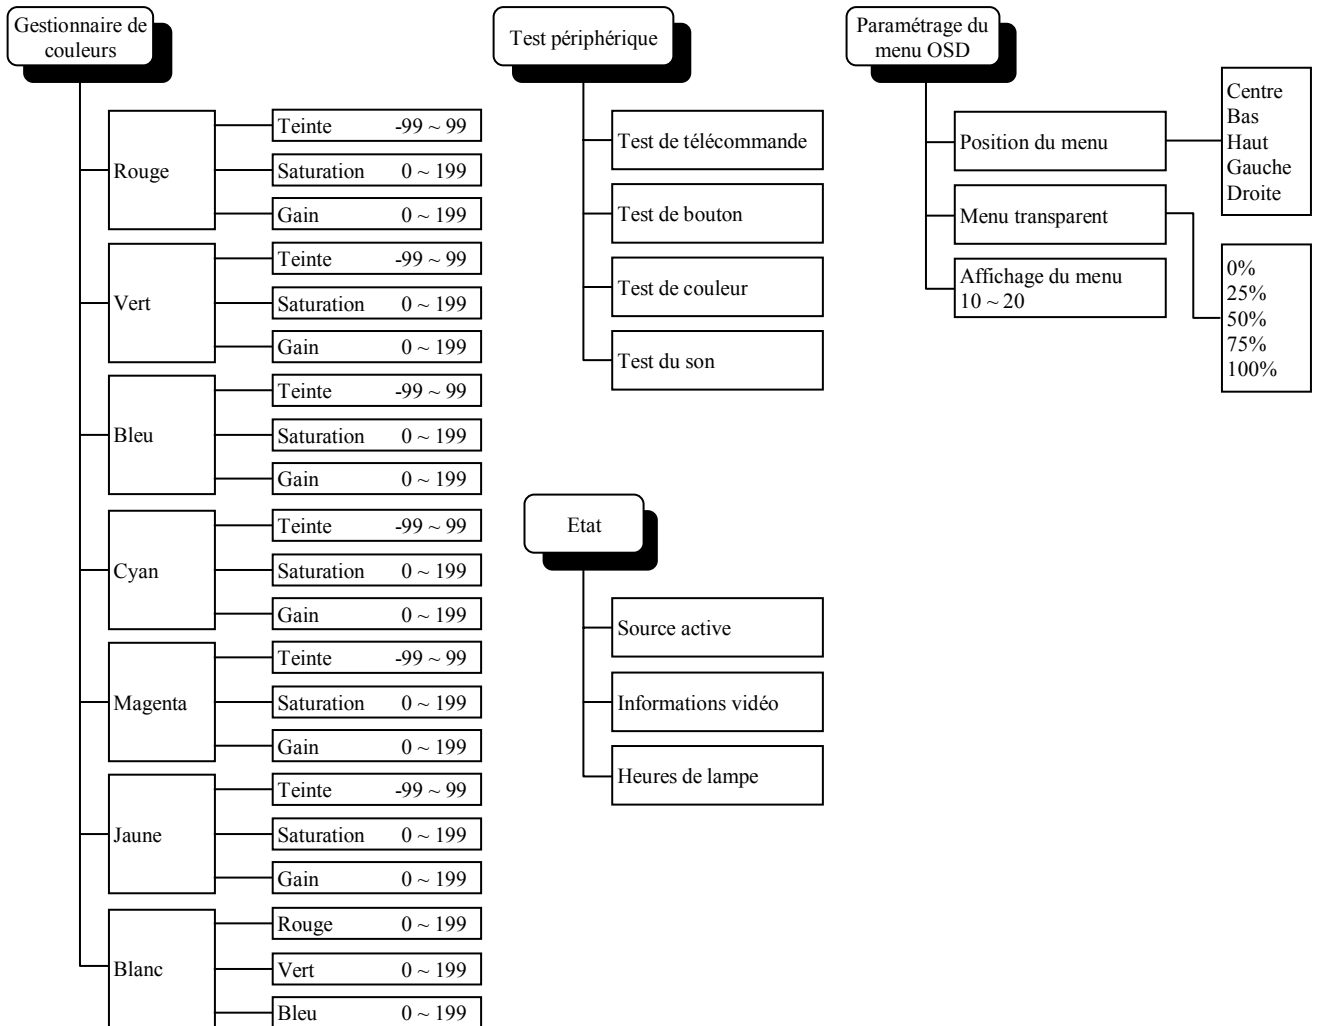 Gestionnaire de
couleurs
Rouge
Teinte -99 ~ 99
Saturation 0 ~ 199
Gain 0 ~ 199
Vert
Teinte -99 ~ 99
Saturation 0 ~ 199
Gain 0 ~ 199
Bleu
Teinte -99 ~ 99
Saturation 0 ~ 199
Gain 0 ~ 199
Cyan
Teinte -99 ~ 99
Saturation 0 ~ 199
Gain 0 ~ 199
Magenta
Teinte -99 ~ 99
Saturation 0 ~ 199
Gain 0 ~ 199
Jaune
Teinte -99 ~ 99
Saturation 0 ~ 199
Gain 0 ~ 199
Blanc
Rouge 0 ~ 199
Vert 0 ~ 199
Bleu 0 ~ 199
Test périphérique
Test de télécommande
Test de bouton
Test de couleur
Test du son
Etat
Source active
Informations vidéo
Heures de lampe
Paramétrage du
menu OSD
Position du menu
Centre
Bas
Haut
Gauche
Droite
Menu transparent
0%
25%
50%
75%
100%
Affichage du menu
10 ~ 20